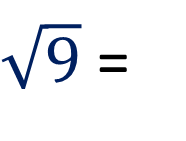 √9 =